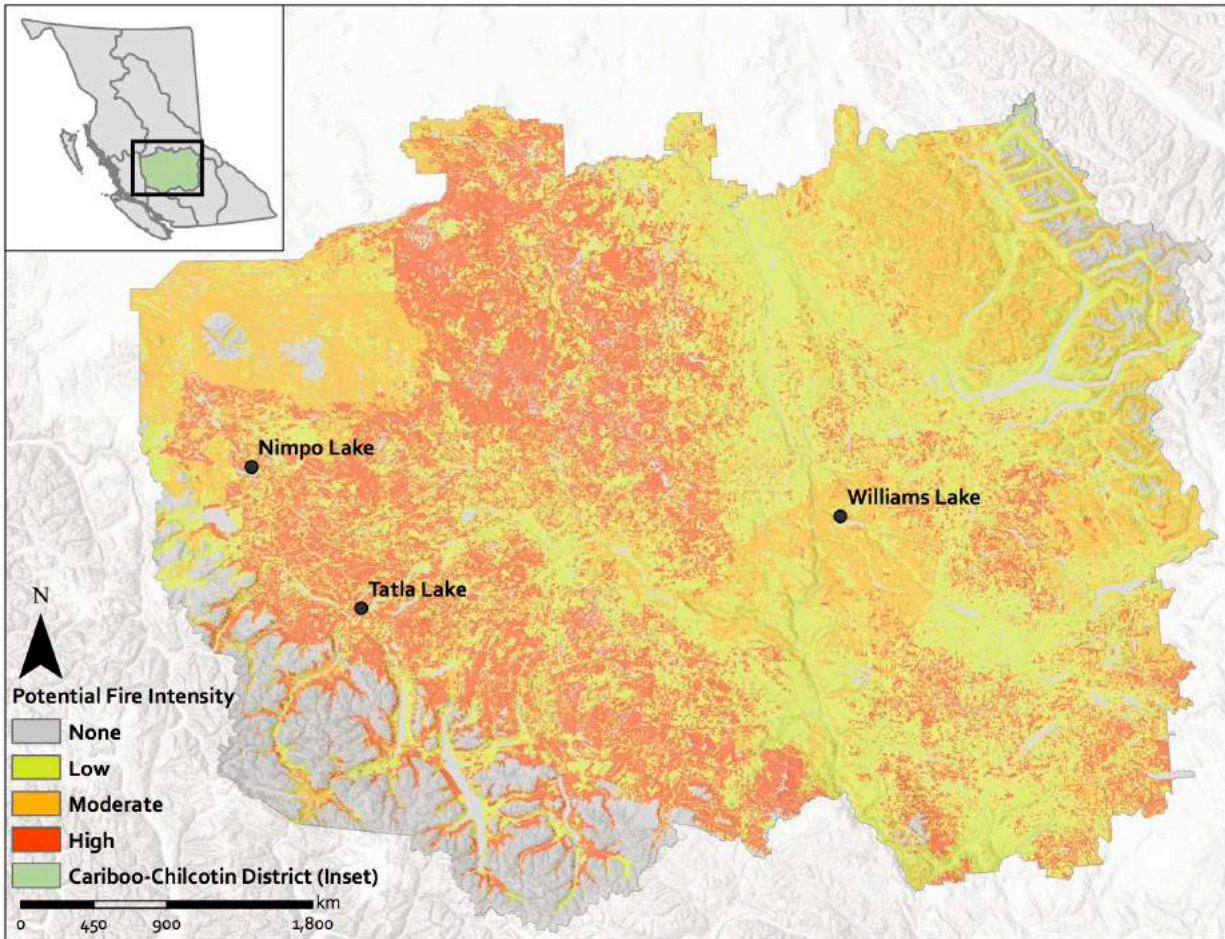 Nimpo Lake
Williams Lake
Tatla Lake
N
Potential Fire Intensity
None
Low
Moderate
High
Cariboo-Chilcotin District (Inset)
km
0 450 900 1,800